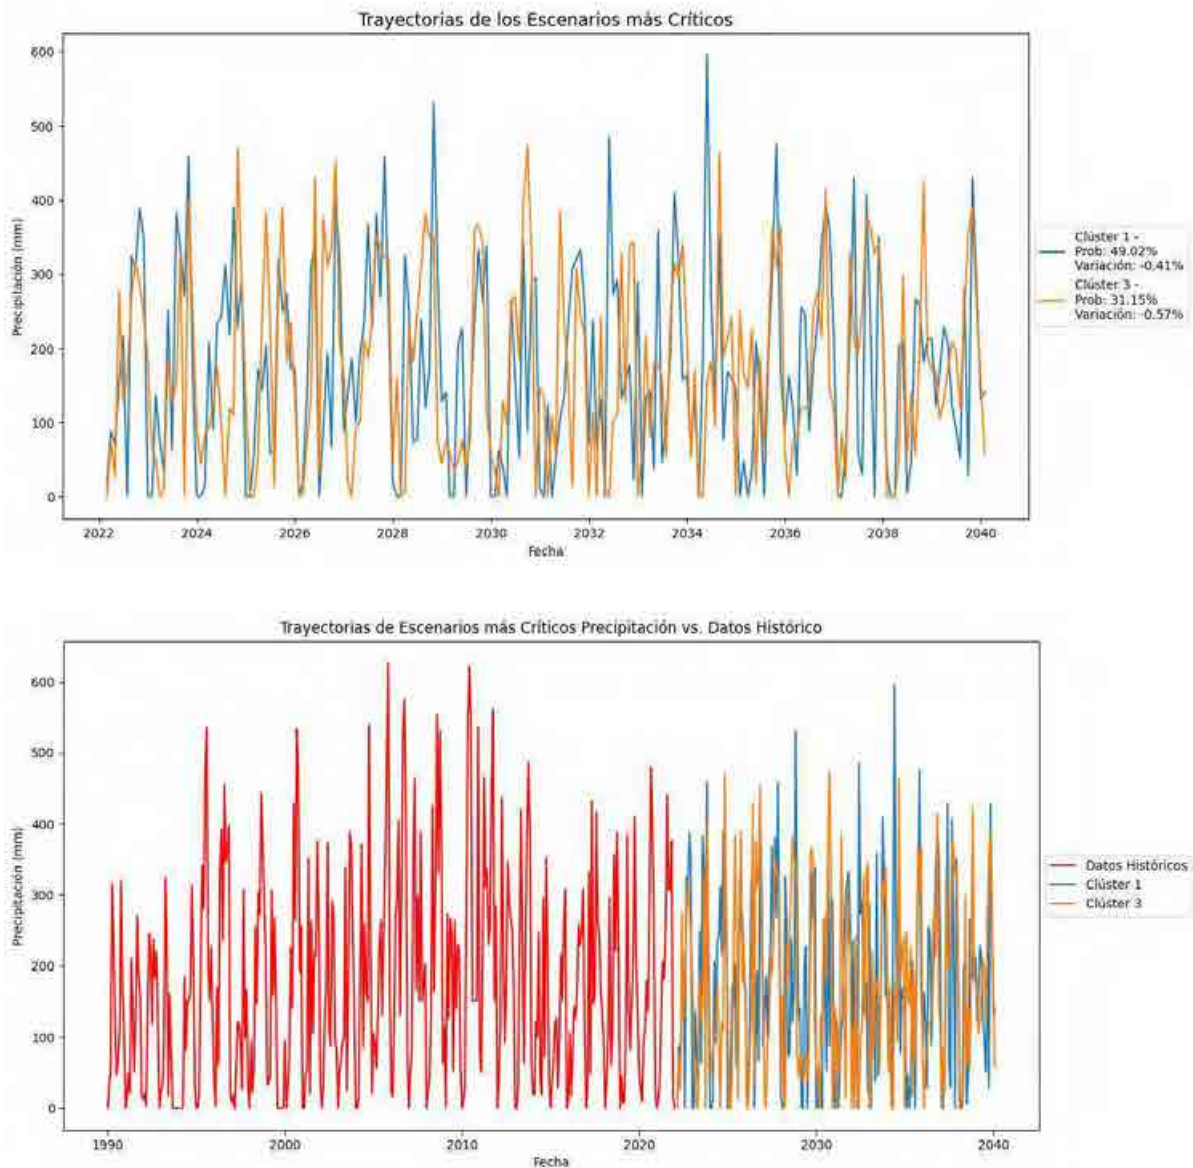 Trayectorias de los Escenarios más Críticos
600
500
400
300
200
100
0
Precipitación (mm)
2022 2024 2026 2028 2030 2032 2034 2036 2038 2040
Fecha
Clúster 1 -
Prob: 49.02%
Variación: -0.41%
Clúster 3 -
Prob: 31.15%
Variación: -0.57%
Trayectorias de Escenarios más Críticos Precipitación vs. Datos Histórico
600
500
400
300
200
100
0
Precipitación (mm)
1990 2000 2010 2020 2030 2040
Fecha
Datos Históricos
Clúster 1
Clúster 3